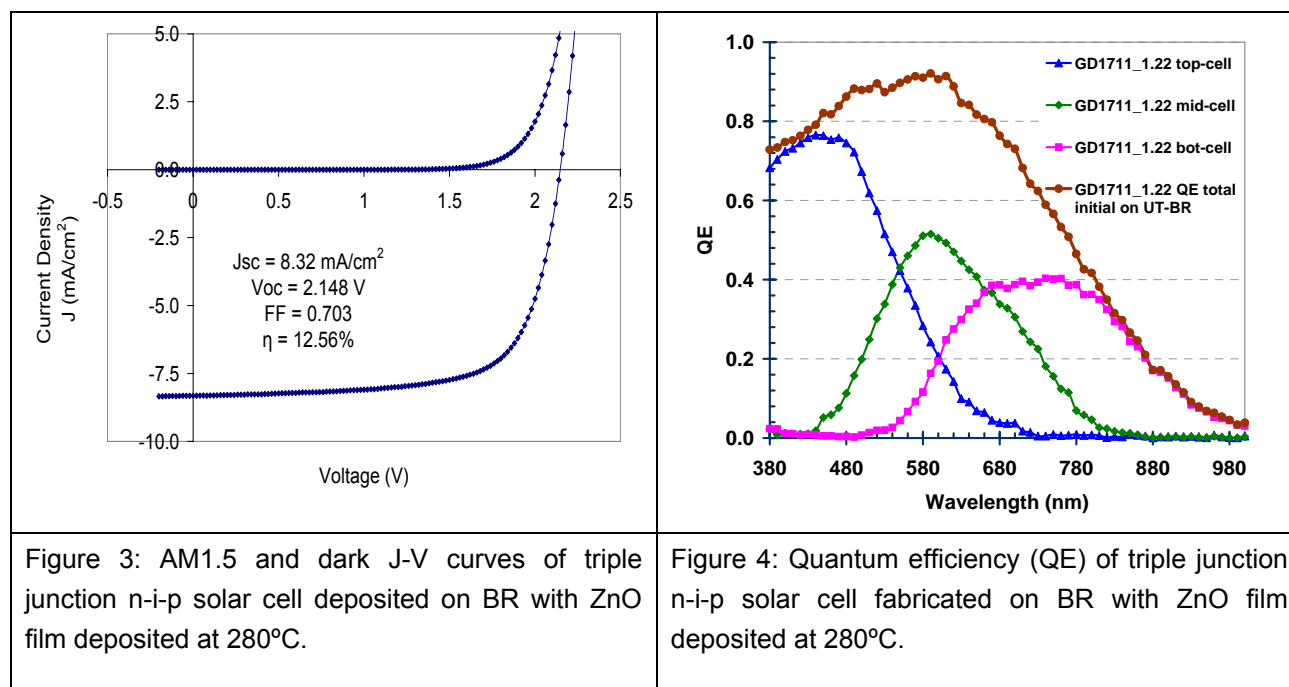 5.0
2.5
0.0
-2.5
-5.0
-7.5
-10.0
-0.5 0 0.5 1 1.5 2 2.5
Current Density
J (mA/cm²)
Jsc = 8.32 mA/cm²
Voc = 2.148 V
FF = 0.703
η = 12.56%
Voltage (V)
1.0
0.8
0.6
0.4
0.2
0.0
QE
GD1711_1.22 top-cell
GD1711_1.22 mid-cell
GD1711_1.22 bot-cell
GD1711_1.22 QE total
initial on UT-BR
380 480 580 680 780 880 980
Wavelength (nm)
Figure 3: AM1.5 and dark J-V curves of triple
junction n-i-p solar cell deposited on BR with ZnO
film deposited at 280ºC.
Figure 4: Quantum efficiency (QE) of triple junction
n-i-p solar cell fabricated on BR with ZnO film
deposited at 280ºC.